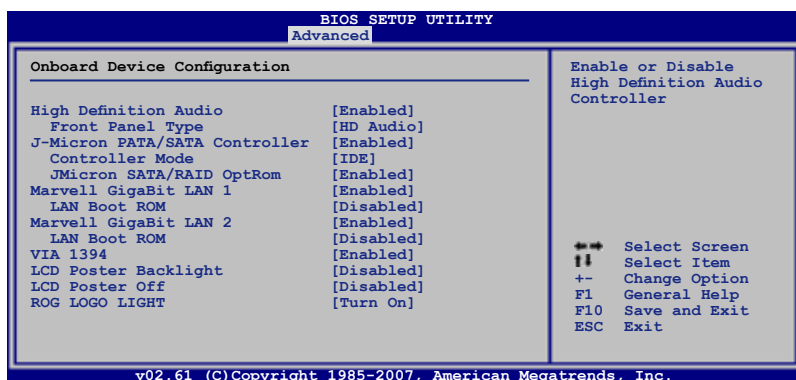 BIOS SETUP UTILITY
Advanced
Onboard Device Configuration
High Definition Audio [Enabled]
Front Panel Type [HD Audio]
J-Micron PATA/SATA Controller [Enabled]
Controller Mode [IDE]
JMicron SATA/RAID OptRom [Enabled]
Marvell GigaBit LAN 1 [Enabled]
LAN Boot ROM [Disabled]
Marvell GigaBit LAN 2 [Enabled]
LAN Boot ROM [Disabled]
VIA 1394 [Enabled]
LCD Poster Backlight [Disabled]
LCD Poster Off [Disabled]
ROG LOGO LIGHT [Turn On]
Enable or Disable
High Definition Audio
Controller
Select Screen
Select Item
+- Change Option
F1 General Help
F10 Save and Exit
ESC Exit
v02.61 (C)Copyright 1985-2007, American Megatrends, Inc.